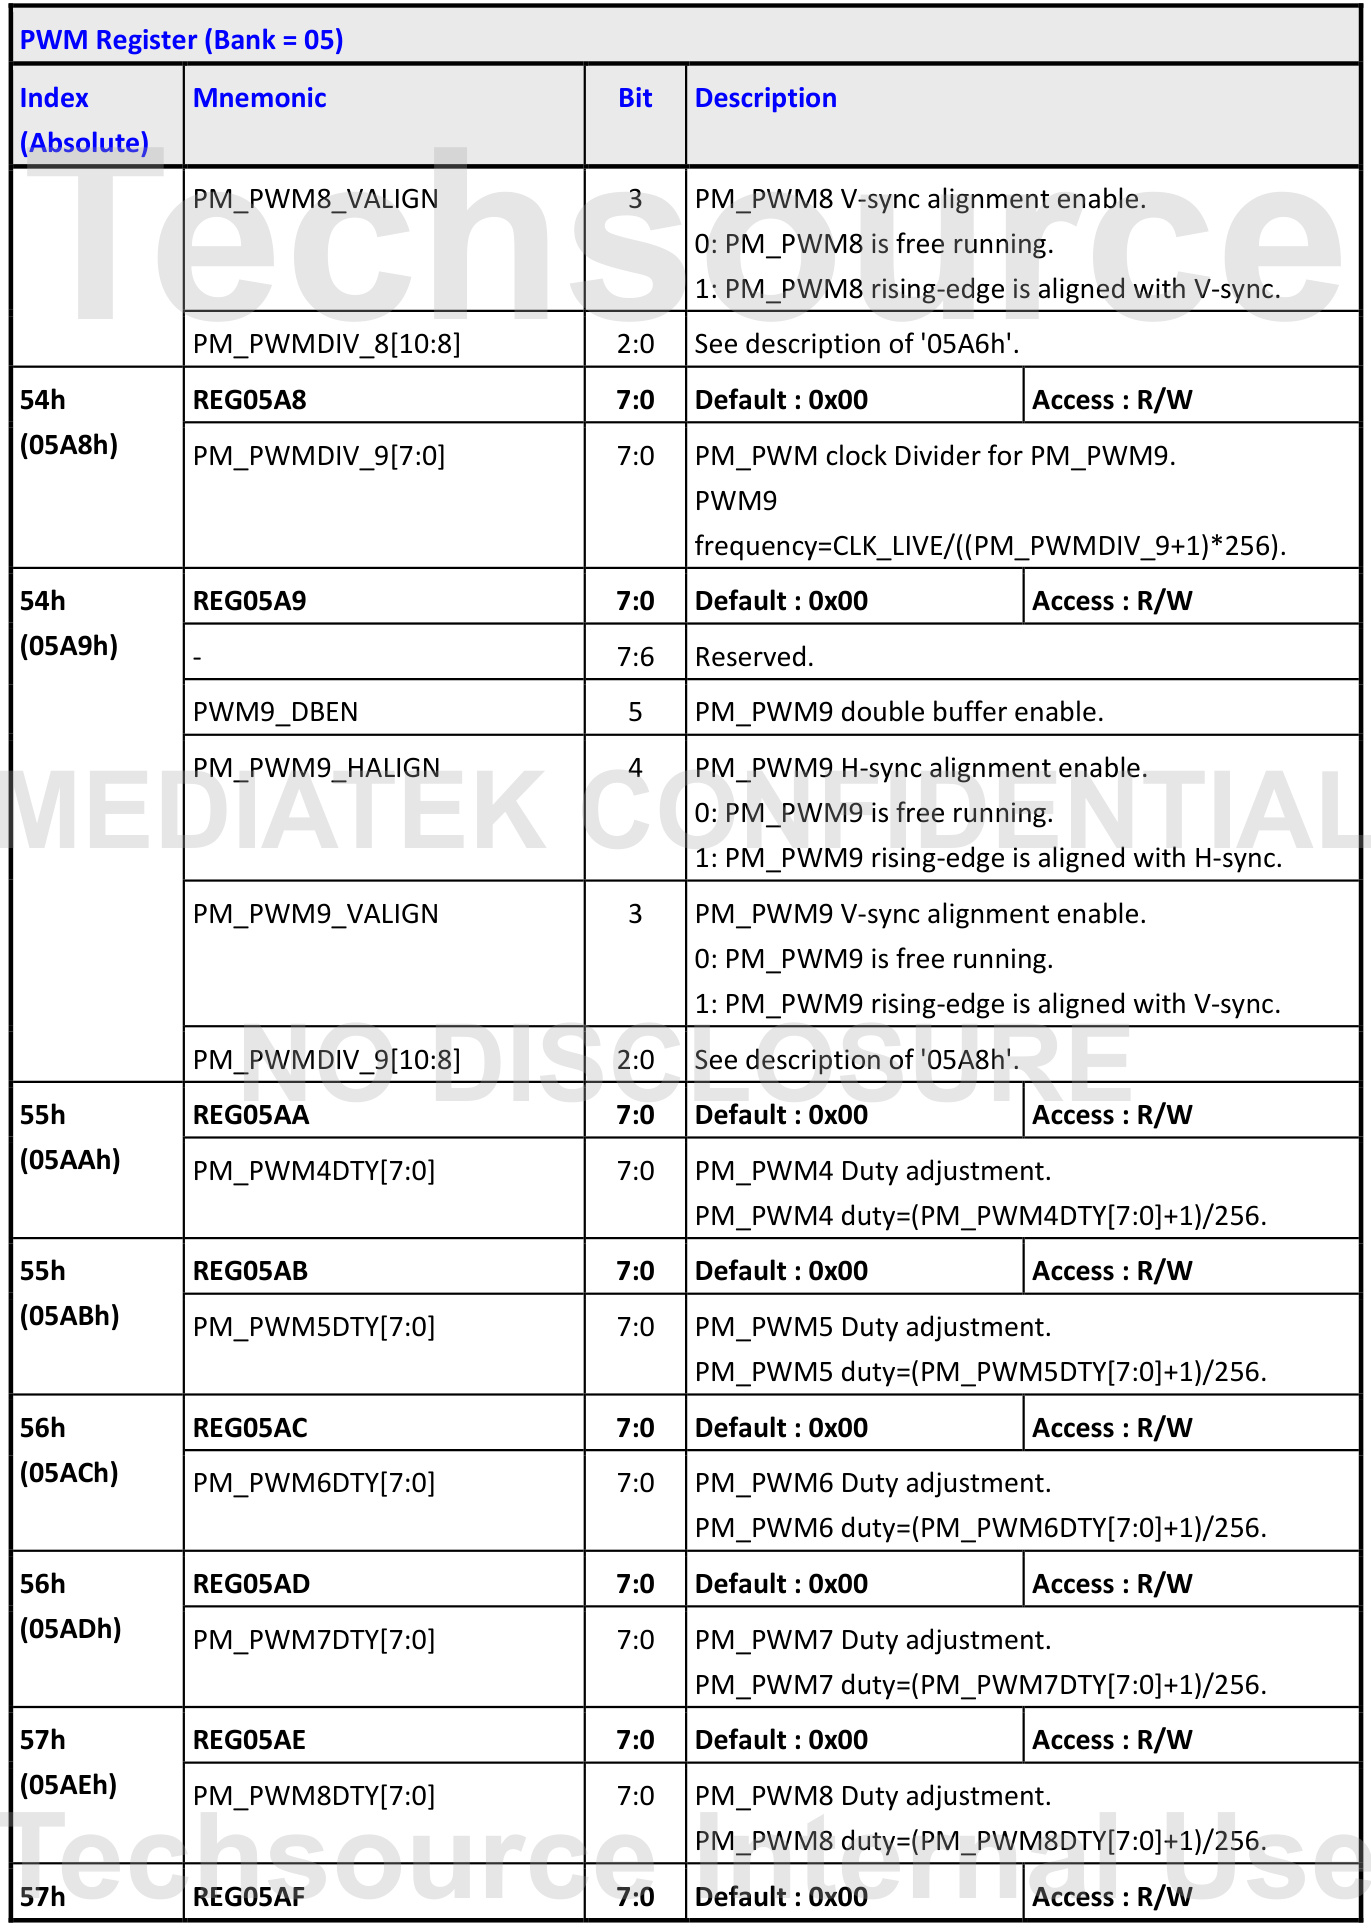 PWM Register (Bank = 05)
Index (Absolute) Mnemonic Bit Description
PM_PWM8_VALIGN 3 PM_PWM8 V-sync alignment enable.
0: PM_PWM8 is free running.
1: PM_PWM8 rising-edge is aligned with V-sync.
PM_PWMDIV_8[10:8] 2:0 See description of '05A6h'.
54h REG05A8 7:0 Default : 0x00 Access : R/W
(05A8h)
PM_PWMDIV_9[7:0] 7:0 PM_PWM clock Divider for PM_PWM9.
PWM9
frequency=CLK_LIVE/((PM_PWMDIV_9+1)*256).
54h REG05A9 7:0 Default : 0x00 Access : R/W
(05A9h)
- 7:6 Reserved.
PWM9_DBEN 5 PM_PWM9 double buffer enable.
PM_PWM9_HALIGN 4 PM_PWM9 H-sync alignment enable.
0: PM_PWM9 is free running.
1: PM_PWM9 rising-edge is aligned with H-sync.
PM_PWM9_VALIGN 3 PM_PWM9 V-sync alignment enable.
0: PM_PWM9 is free running.
1: PM_PWM9 rising-edge is aligned with V-sync.
PM_PWMDIV_9[10:8] 2:0 See description of '05A8h'.
55h REG05AA 7:0 Default : 0x00 Access : R/W
(05AAh)
PM_PWM4DTY[7:0] 7:0 PM_PWM4 Duty adjustment.
PM_PWM4 duty=(PM_PWM4DTY[7:0]+1)/256.
55h REG05AB 7:0 Default : 0x00 Access : R/W
(05ABh)
PM_PWM5DTY[7:0] 7:0 PM_PWM5 Duty adjustment.
PM_PWM5 duty=(PM_PWM5DTY[7:0]+1)/256.
56h REG05AC 7:0 Default : 0x00 Access : R/W
(05ACh)
PM_PWM6DTY[7:0] 7:0 PM_PWM6 Duty adjustment.
PM_PWM6 duty=(PM_PWM6DTY[7:0]+1)/256.
56h REG05AD 7:0 Default : 0x00 Access : R/W
(05ADh)
PM_PWM7DTY[7:0] 7:0 PM_PWM7 Duty adjustment.
PM_PWM7 duty=(PM_PWM7DTY[7:0]+1)/256.
57h REG05AE 7:0 Default : 0x00 Access : R/W
(05AEh)
PM_PWM8DTY[7:0] 7:0 PM_PWM8 Duty adjustment.
PM_PWM8 duty=(PM_PWM8DTY[7:0]+1)/256.
57h REG05AF 7:0 Default : 0x00 Access : R/W
Techsource
MEDIATEK CONFIDENTIAL
NO DISCLOSURE
Techsource Internal Use